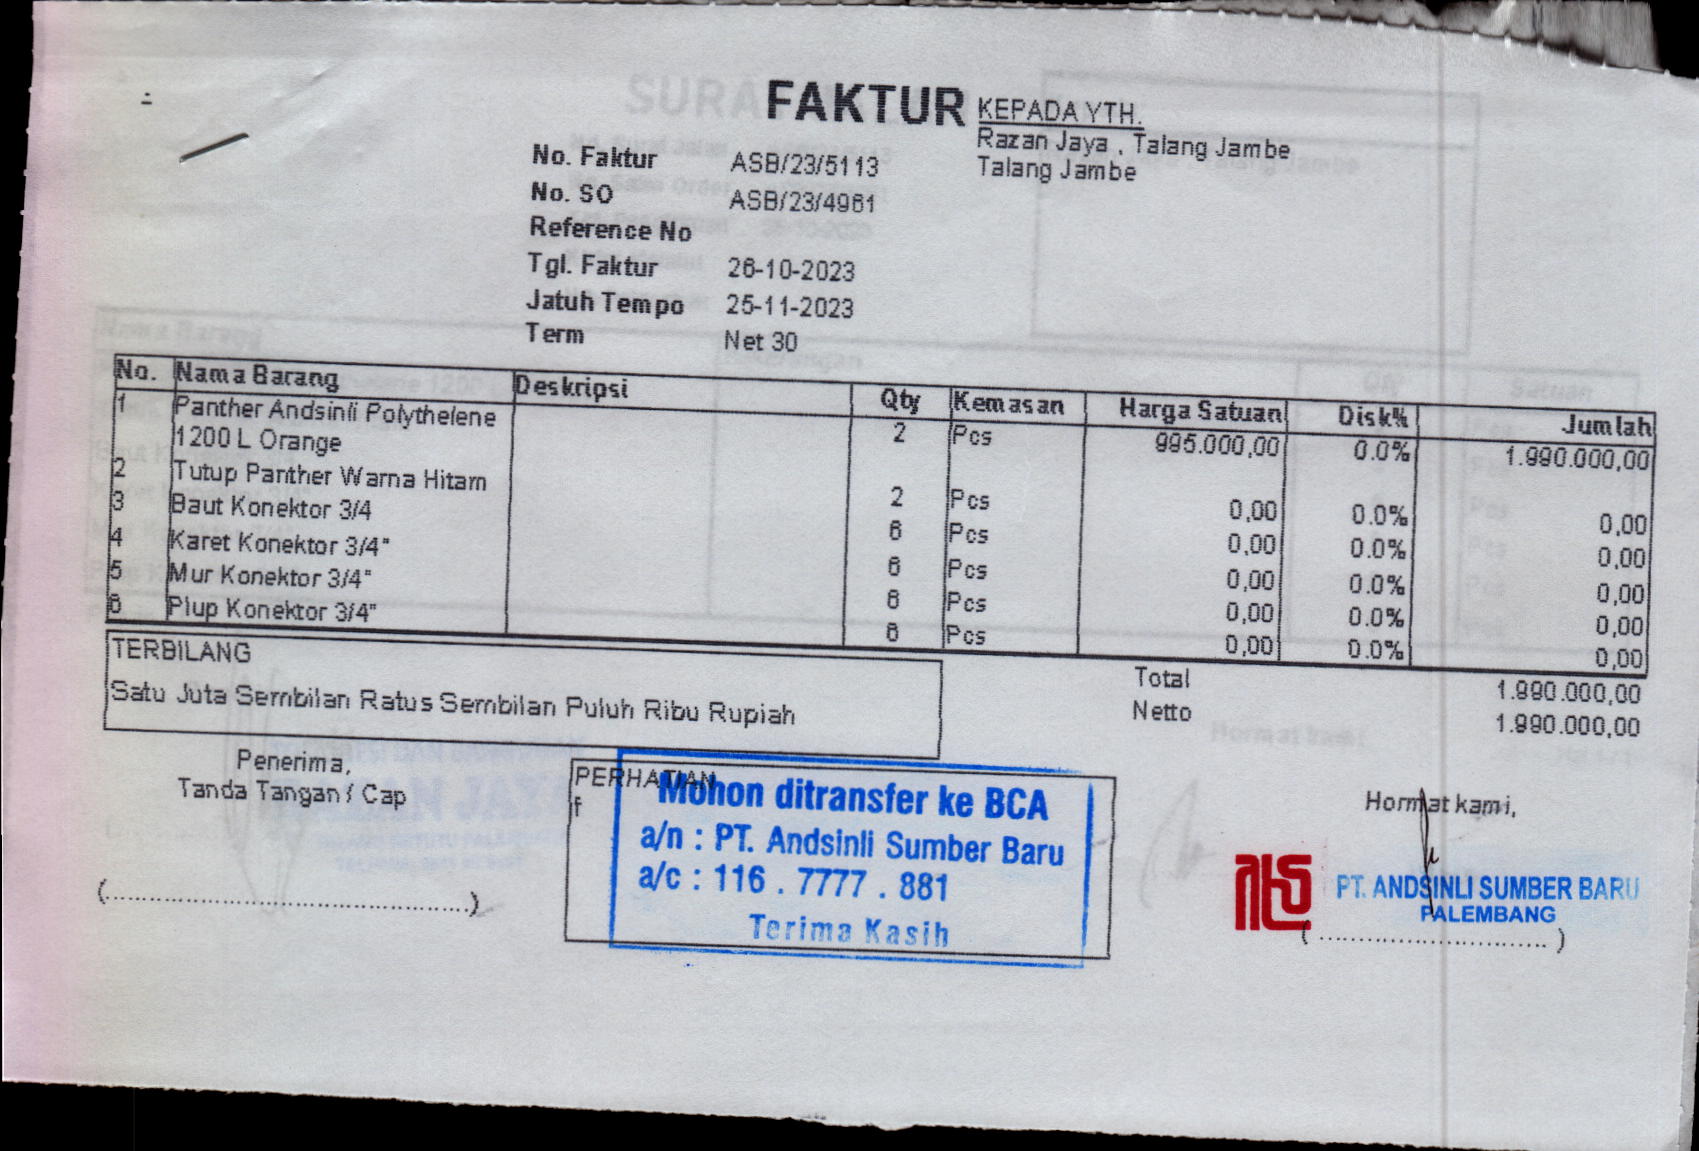 FAKTUR
KEPADA YTH.
Razan Jaya , Talang Jambe
Talang Jambe
No. Faktur ASB/23/5113
No. SO ASB/23/4961
Reference No
Tgl. Faktur 26-10-2023
Jatuh Tempo 25-11-2023
Term Net 30
No. Nama Barang Deskripsi Qty Kemasan Harga Satuan Disk% Jumlah
1 Panther Andsinli Polythelene 2 Pcs 995.000,00 0.0% 1.990.000,00
1200 L Orange
2 Tutup Panther Warna Hitam 2 Pcs 0,00 0.0% 0,00
3 Baut Konektor 3/4 6 Pcs 0,00 0.0% 0,00
4 Karet Konektor 3/4" 6 Pcs 0,00 0.0% 0,00
5 Mur Konektor 3/4" 6 Pcs 0,00 0.0% 0,00
6 Plup Konektor 3/4" 6 Pcs 0,00 0.0% 0,00
TERBILANG
Satu Juta Sembilan Ratus Sembilan Puluh Ribu Rupiah
Total 1.990.000,00
Netto 1.990.000,00
Penerima,
Tanda Tangan / Cap
(................................................)
PERHATIAN
f
Mohon ditransfer ke BCA
a/n : PT. Andsinli Sumber Baru
a/c : 116 . 7777 . 881
Terima Kasih
Hormat kami,
PT. ANDSINLI SUMBER BARU
PALEMBANG
( ............................. )